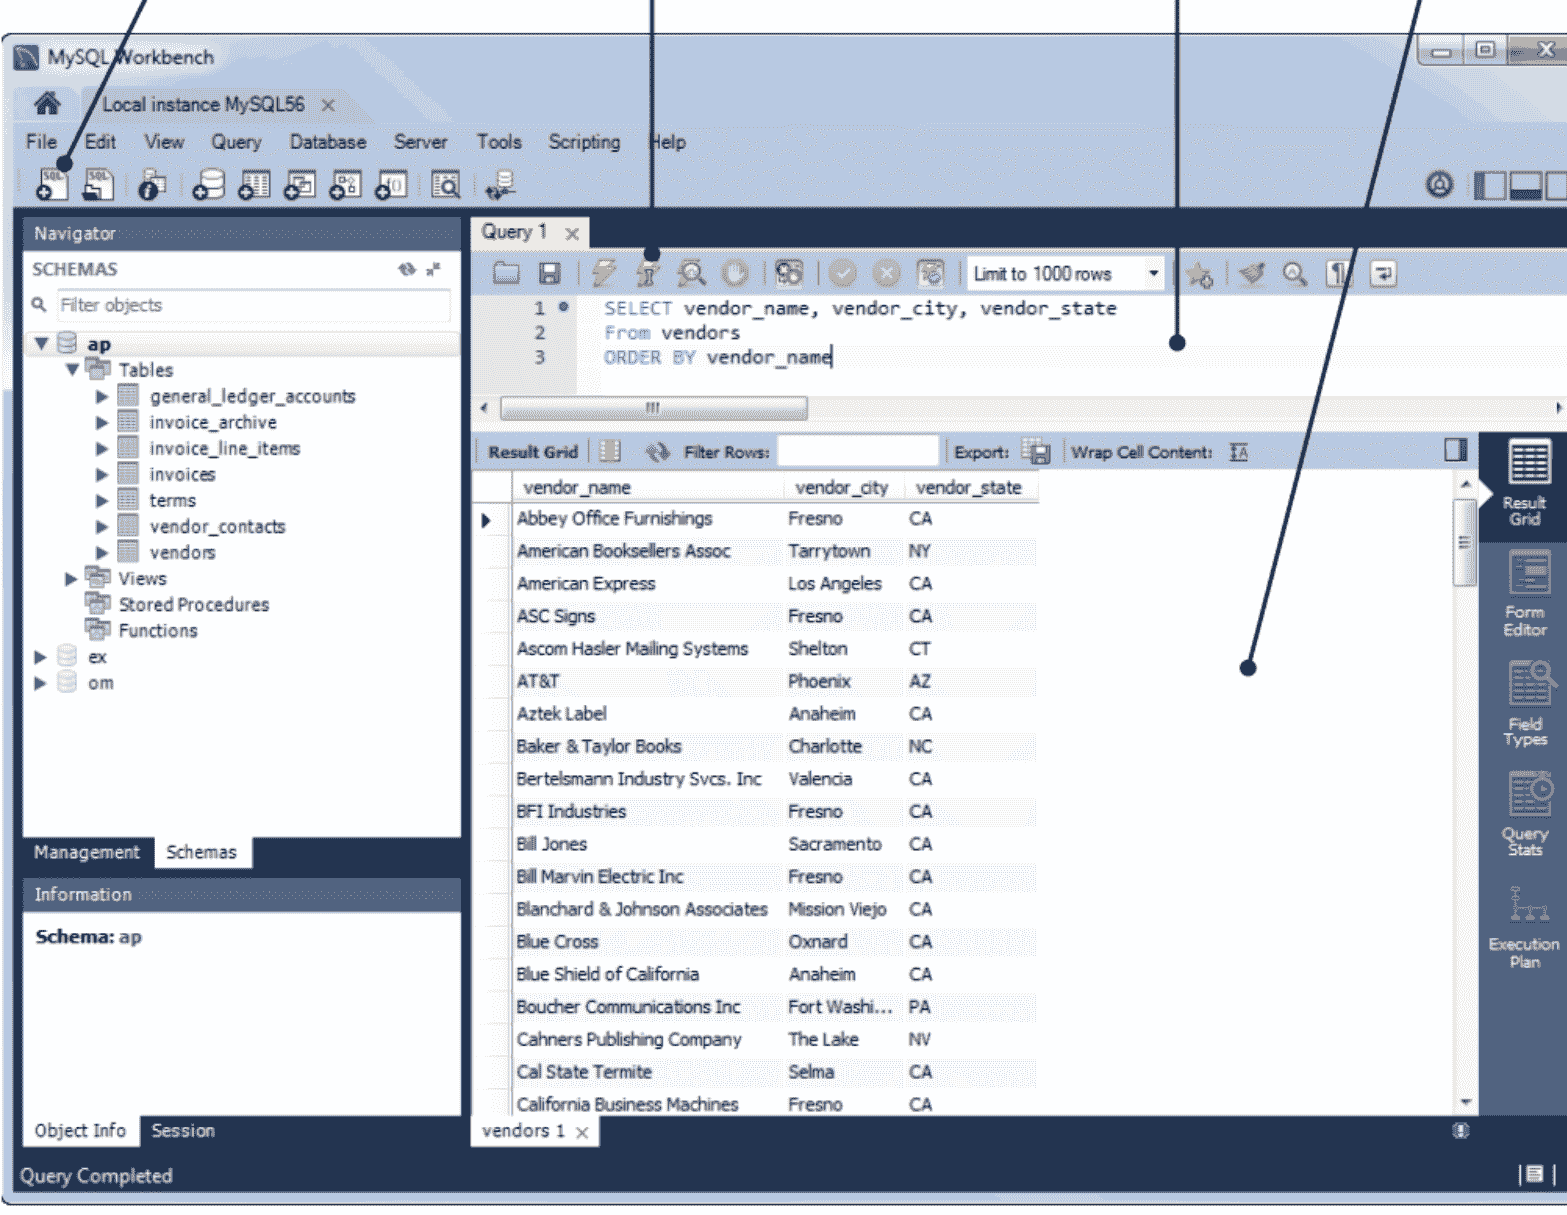 MySQL Workbench
Local instance MySQL56
File Edit View Query Database Server Tools Scripting Help
SQL SQL
Navigator
SCHEMAS
Filter objects
ap
Tables
general_ledger_accounts
invoice_archive
invoice_line_items
invoices
terms
vendor_contacts
vendors
Views
Stored Procedures
Functions
ex
om
Management Schemas
Information
Schema: ap
Object Info Session
Query 1
Limit to 1000 rows
1 SELECT vendor_name, vendor_city, vendor_state
2 From vendors
3 ORDER BY vendor_name
Result Grid Filter Rows: Export: Wrap Cell Content:
vendor_name vendor_city vendor_state
Abbey Office Furnishings Fresno CA
American Booksellers Assoc Tarrytown NY
American Express Los Angeles CA
ASC Signs Fresno CA
Ascom Hasler Mailing Systems Shelton CT
AT&T Phoenix AZ
Aztek Label Anaheim CA
Baker & Taylor Books Charlotte NC
Bertelsmann Industry Svcs. Inc Valencia CA
BFI Industries Fresno CA
Bill Jones Sacramento CA
Bill Marvin Electric Inc Fresno CA
Blanchard & Johnson Associates Mission Viejo CA
Blue Cross Oxnard CA
Blue Shield of California Anaheim CA
Boucher Communications Inc Fort Washi... PA
Cahners Publishing Company The Lake NV
Cal State Termite Selma CA
California Business Machines Fresno CA
vendors 1
Result
Grid
Form
Editor
Field
Types
Query
Stats
Execution
Plan
Query Completed